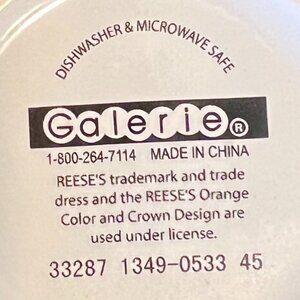 DISHWASHER & MICROWAVE SAFE
Galerie®
1-800-264-7114 MADE IN CHINA
REESE'S trademark and trade
dress and the REESE'S Orange
Color and Crown Design are
used under license.
33287 1349-0533 45